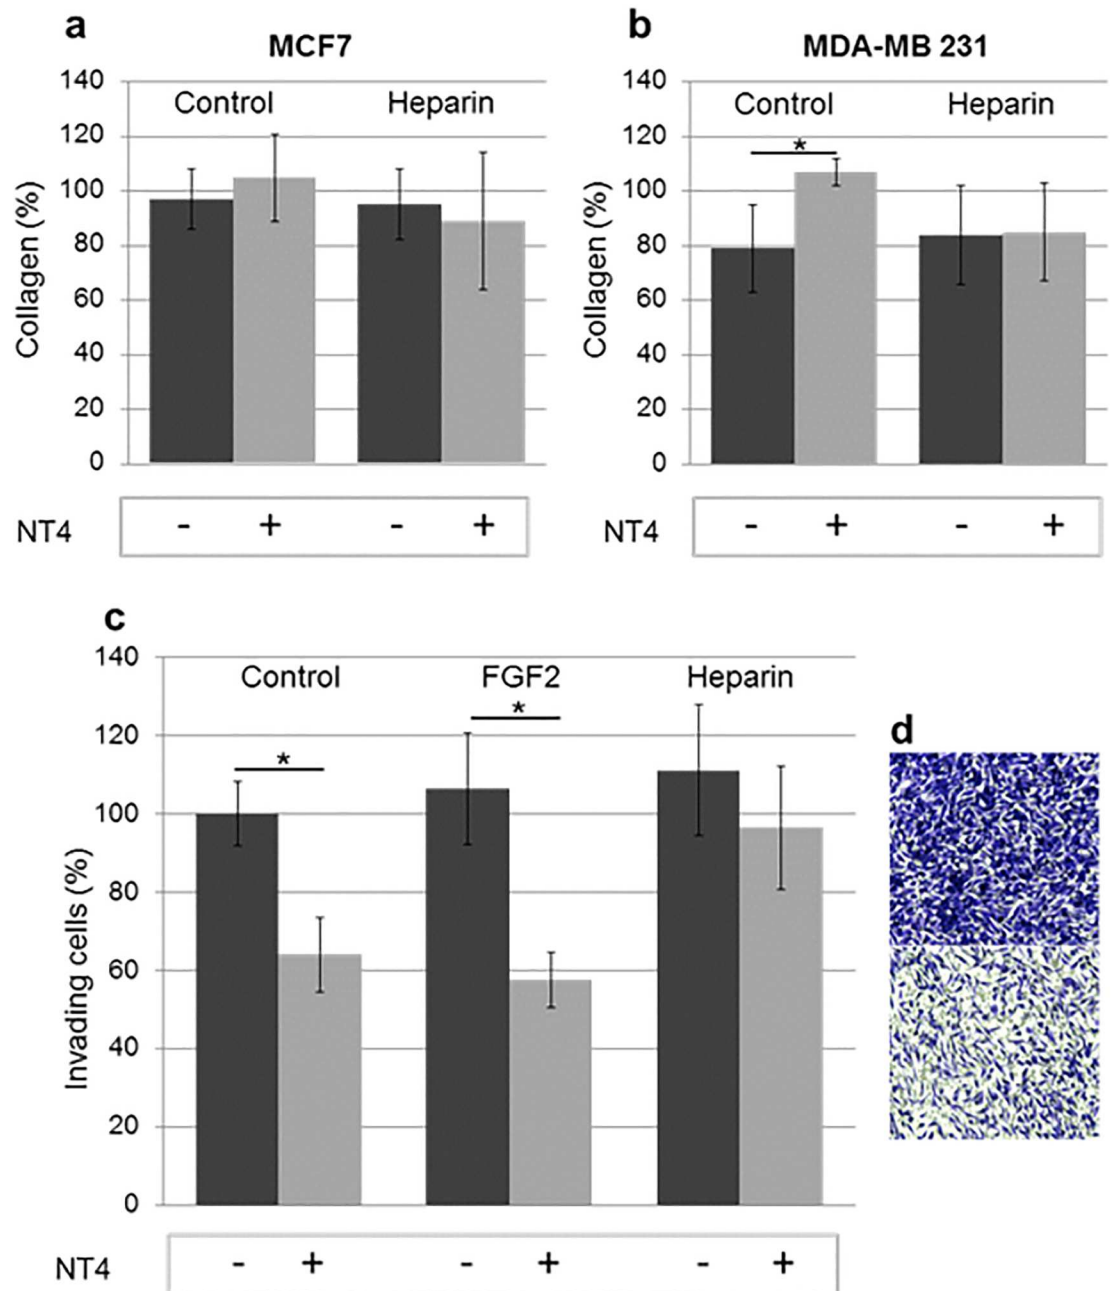 a
MCF7
140
120
100
80
60
40
20
0
Collagen (%)
Control Heparin
NT4 - + - +
b
MDA-MB 231
140
120
100
80
60
40
20
0
Collagen (%)
Control Heparin
*
NT4 - + - +
c
140
120
100
80
60
40
20
0
Invading cells (%)
Control FGF2 Heparin
* *
NT4 - + - + - +
d